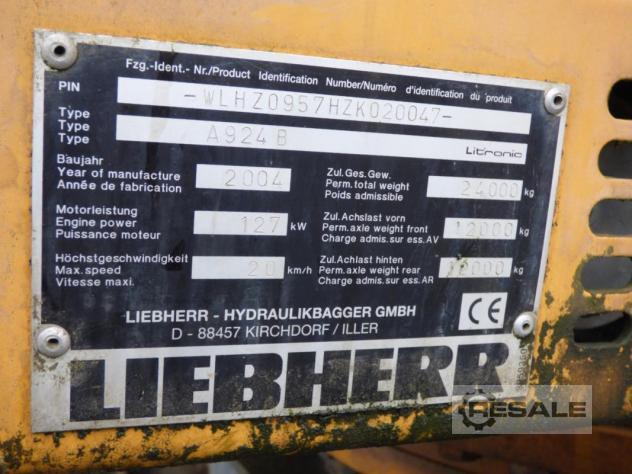 Fzg.-Ident.- Nr./Product Identification Number/Numéro d'identification du produit
PIN -WLHZ0957HZK020047-
Type
Type A924B
Type Litronic
Baujahr
Year of manufacture 2004
Année de fabrication
Zul. Ges. Gew.
Perm. total weight 24000 kg
Poids admissible
Motorleistung
Engine power 127 kW
Puissance moteur
Zul. Achslast vorn
Perm. axle weight front 12000 kg
Charge admis. sur ess. AV
Höchstgeschwindigkeit
Max. speed 20 km/h
Vitesse maxi.
Zul. Achlast hinten
Perm. axle weight rear 12000 kg
Charge admis. sur ess. AR
LIEBHERR - HYDRAULIKBAGGER GMBH
D - 88457 KIRCHDORF / ILLER
CE
LIEBHERR
RESALE